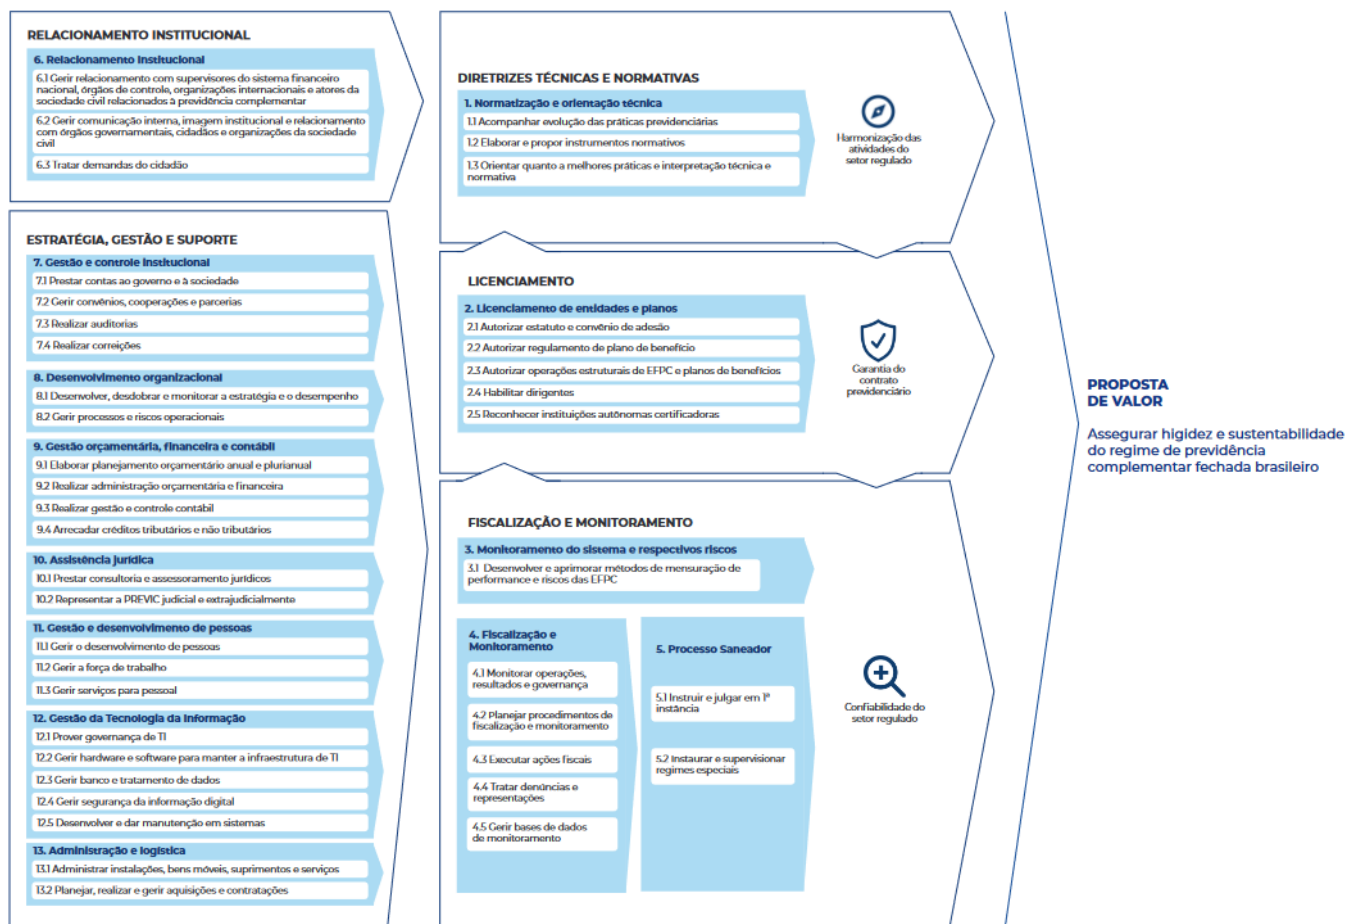 RELACIONAMENTO INSTITUCIONAL
6. Relacionamento Institucional
6.1 Gerir relacionamento com supervisores do sistema financeiro
nacional, órgãos de controle, organizações internacionais e atores da
sociedade civil relacionados à previdência complementar
6.2 Gerir comunicação interna, imagem institucional e relacionamento
com órgãos governamentais, cidadãos e organizações da sociedade
civil
6.3 Tratar demandas do cidadão
ESTRATÉGIA, GESTÃO E SUPORTE
7. Gestão e controle institucional
7.1 Prestar contas ao governo e à sociedade
7.2 Gerir convênios, cooperações e parcerias
7.3 Realizar auditorias
7.4 Realizar correições
8. Desenvolvimento organizacional
8.1 Desenvolver, desdobrar e monitorar a estratégia e o desempenho
8.2 Gerir processos e riscos operacionais
9. Gestão orçamentária, financeira e contábil
9.1 Elaborar planejamento orçamentário anual e plurianual
9.2 Realizar administração orçamentária e financeira
9.3 Realizar gestão e controle contábil
9.4 Arrecadar créditos tributários e não tributários
10. Assistência jurídica
10.1 Prestar consultoria e assessoramento jurídicos
10.2 Representar a PREVIC judicial e extrajudicialmente
11. Gestão e desenvolvimento de pessoas
11.1 Gerir o desenvolvimento de pessoas
11.2 Gerir a força de trabalho
11.3 Gerir serviços para pessoal
12. Gestão da Tecnologia da Informação
12.1 Prover governança de TI
12.2 Gerir hardware e software para manter a infraestrutura de TI
12.3 Gerir banco e tratamento de dados
12.4 Gerir segurança da informação digital
12.5 Desenvolver e dar manutenção em sistemas
13. Administração e logística
13.1 Administrar instalações, bens móveis, suprimentos e serviços
13.2 Planejar, realizar e gerir aquisições e contratações
DIRETRIZES TÉCNICAS E NORMATIVAS
1. Normatização e orientação técnica
1.1 Acompanhar evolução das práticas previdenciárias
1.2 Elaborar e propor instrumentos normativos
1.3 Orientar quanto a melhores práticas e interpretação técnica e
normativa
Harmonização das
atividades do
setor regulado
LICENCIAMENTO
2. Licenciamento de entidades e planos
2.1 Autorizar estatuto e convênio de adesão
2.2 Autorizar regulamento de plano de benefício
2.3 Autorizar operações estruturais de EFPC e planos de benefícios
2.4 Habilitar dirigentes
2.5 Reconhecer instituições autônomas certificadoras
Garantia do
contrato
previdenciário
FISCALIZAÇÃO E MONITORAMENTO
3. Monitoramento do sistema e respectivos riscos
3.1 Desenvolver e aprimorar métodos de mensuração de
performance e riscos das EFPC
4. Fiscalização e
Monitoramento
4.1 Monitorar operações,
resultados e governança
4.2 Planejar procedimentos de
fiscalização e monitoramento
4.3 Executar ações fiscais
4.4 Tratar denúncias e
representações
4.5 Gerir bases de dados
de monitoramento
5. Processo Saneador
5.1 Instruir e julgar em 1ª
instância
5.2 Instaurar e supervisionar
regimes especiais
Confiabilidade do
setor regulado
PROPOSTA
DE VALOR
Assegurar higidez e sustentabilidade
do regime de previdência
complementar fechada brasileiro